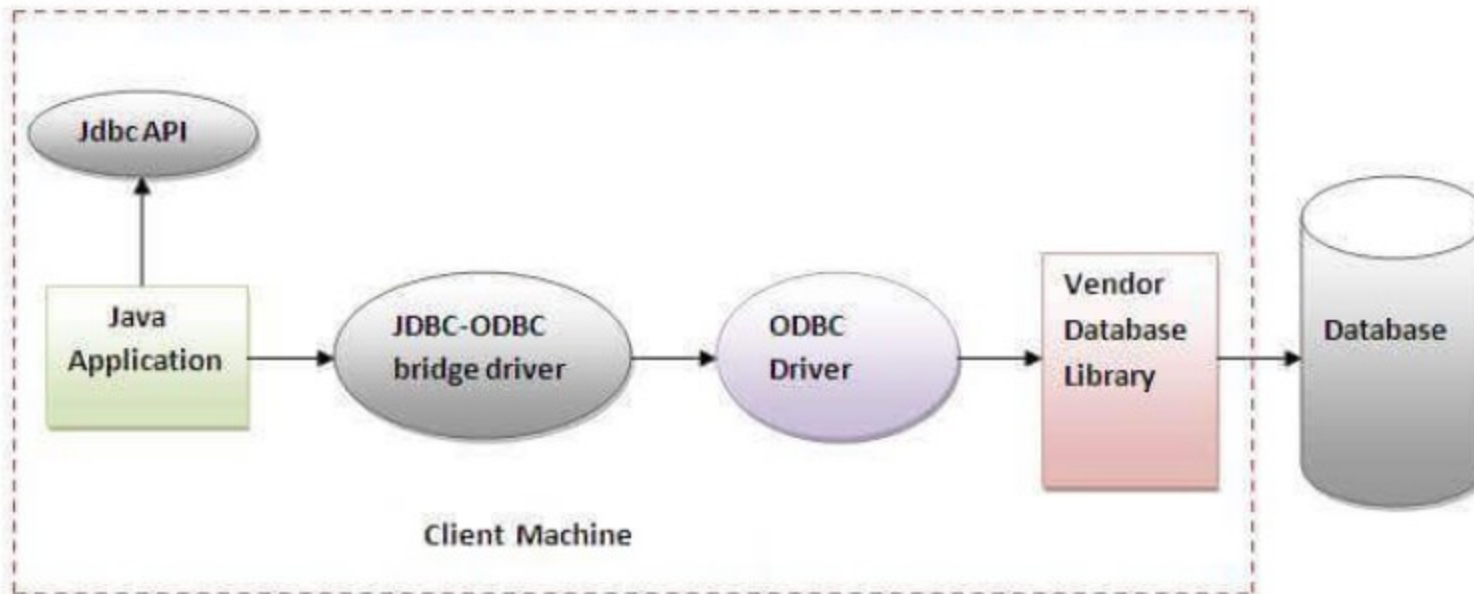 Jdbc API
Java
Application
JDBC-ODBC
bridge driver
ODBC
Driver
Vendor
Database
Library
Database
Client Machine